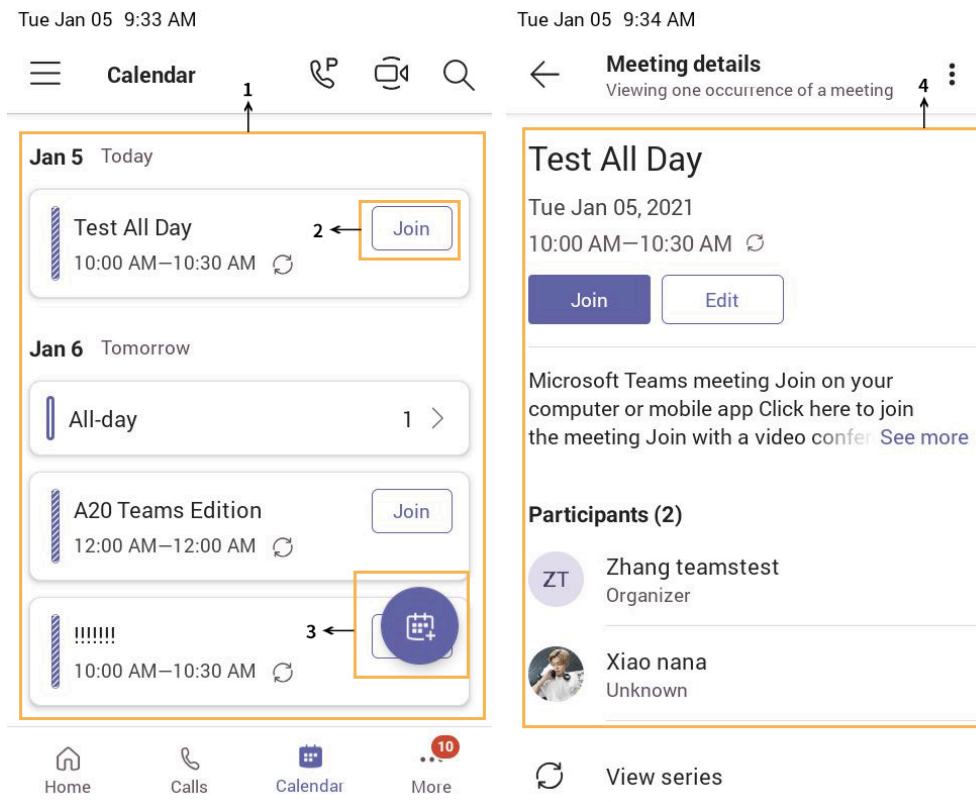 Tue Jan 05 9:33 AM
Calendar
P
1
Jan 5 Today
Test All Day
2
Join
10:00 AM—10:30 AM
Jan 6 Tomorrow
All-day
1
A20 Teams Edition
Join
12:00 AM—12:00 AM
!!!!!!!
3
10:00 AM—10:30 AM
10
Home
Calls
Calendar
More
Tue Jan 05 9:34 AM
Meeting details
Viewing one occurrence of a meeting
4
Test All Day
Tue Jan 05, 2021
10:00 AM—10:30 AM
Join
Edit
Microsoft Teams meeting Join on your
computer or mobile app Click here to join
the meeting Join with a video confer See more
Participants (2)
ZT
Zhang teamstest
Organizer
Xiao nana
Unknown
View series